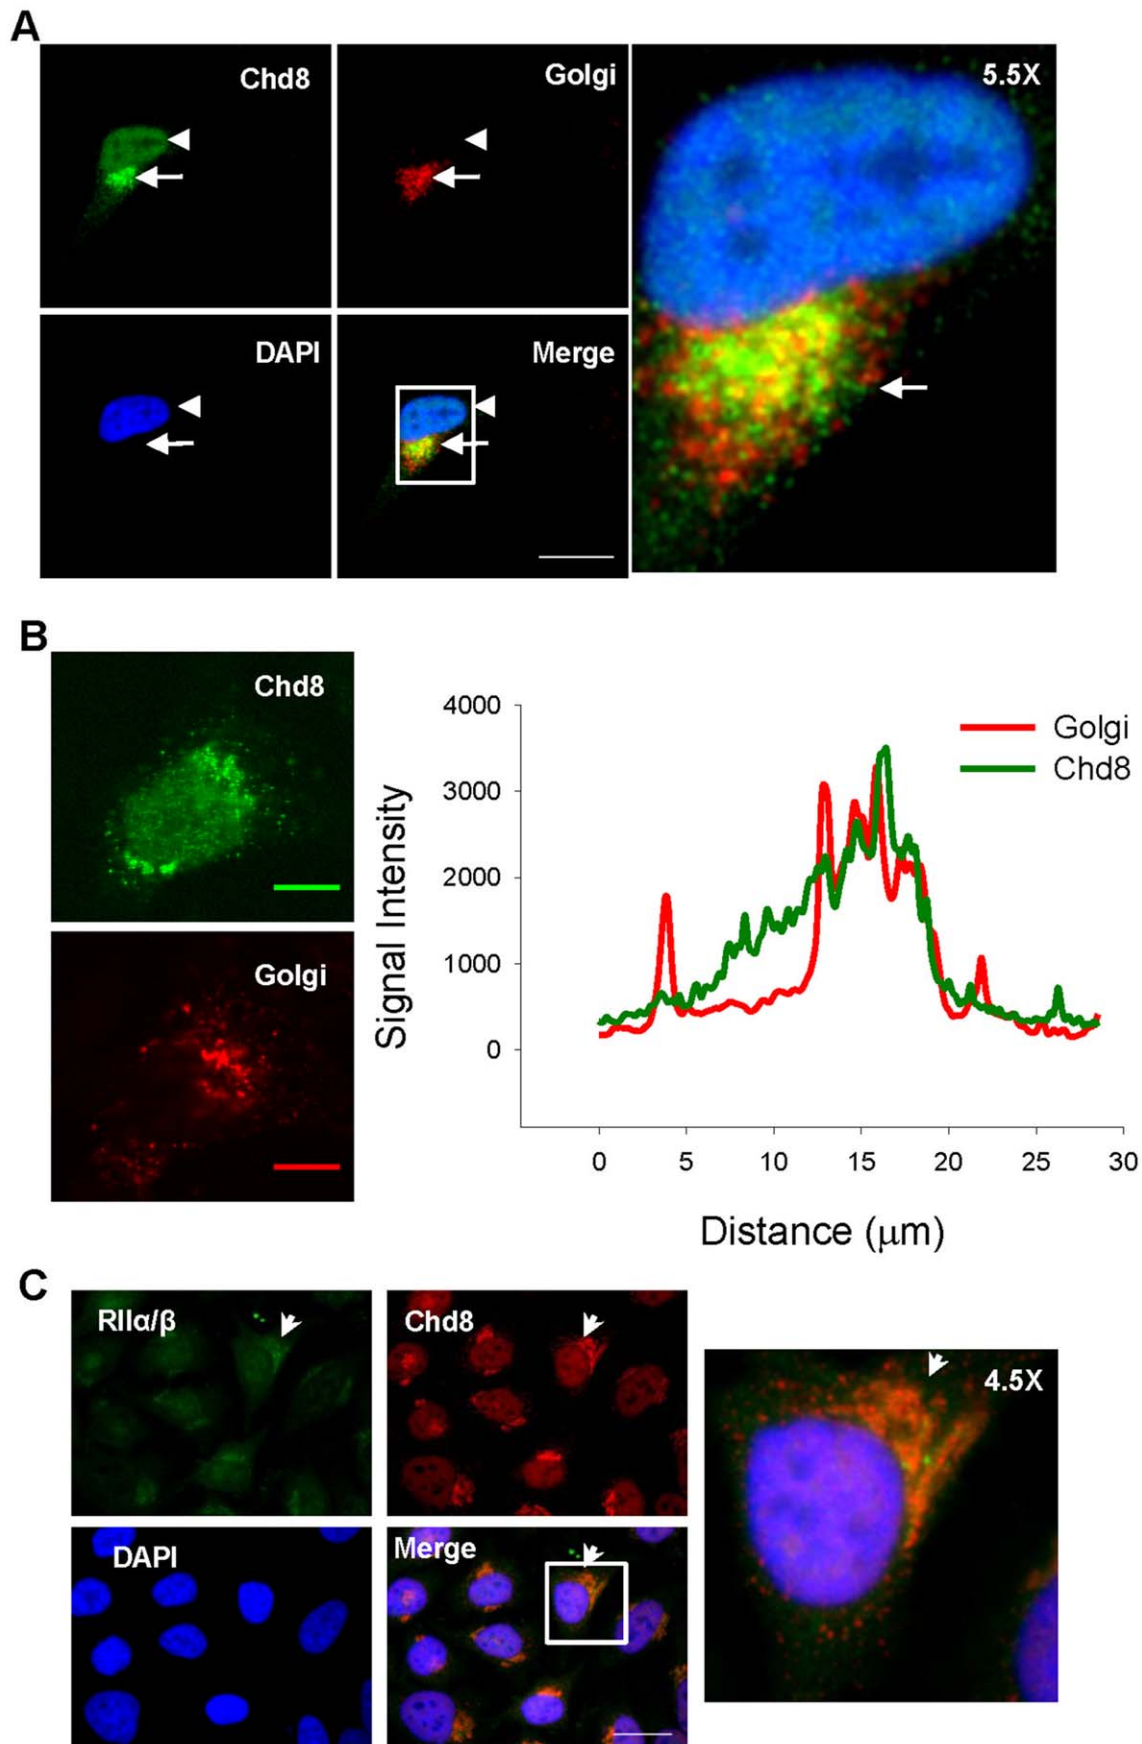 A
Chd8
Golgi
5.5X
DAPI
Merge
B
Chd8
Golgi
Signal Intensity
4000
3000
2000
1000
0
Golgi
Chd8
0 5 10 15 20 25 30
Distance (μm)
C
RIIα/β
Chd8
4.5X
DAPI
Merge